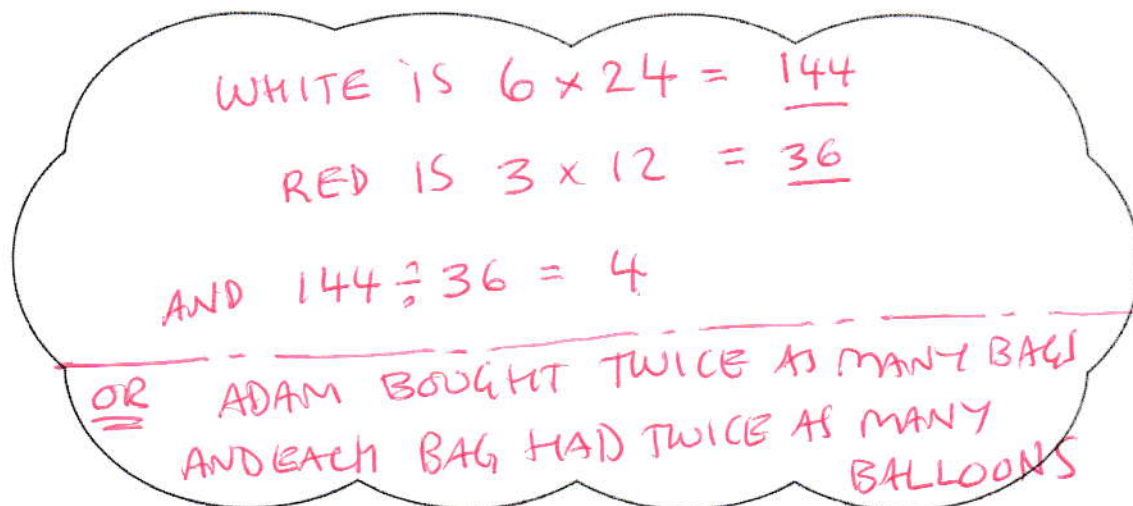 WHITE IS 6 × 24 = 144
RED IS 3 × 12 = 36
AND 144 ÷ 36 = 4
OR ADAM BOUGHT TWICE AS MANY BAGS
AND EACH BAG HAD TWICE AS MANY
BALLOONS